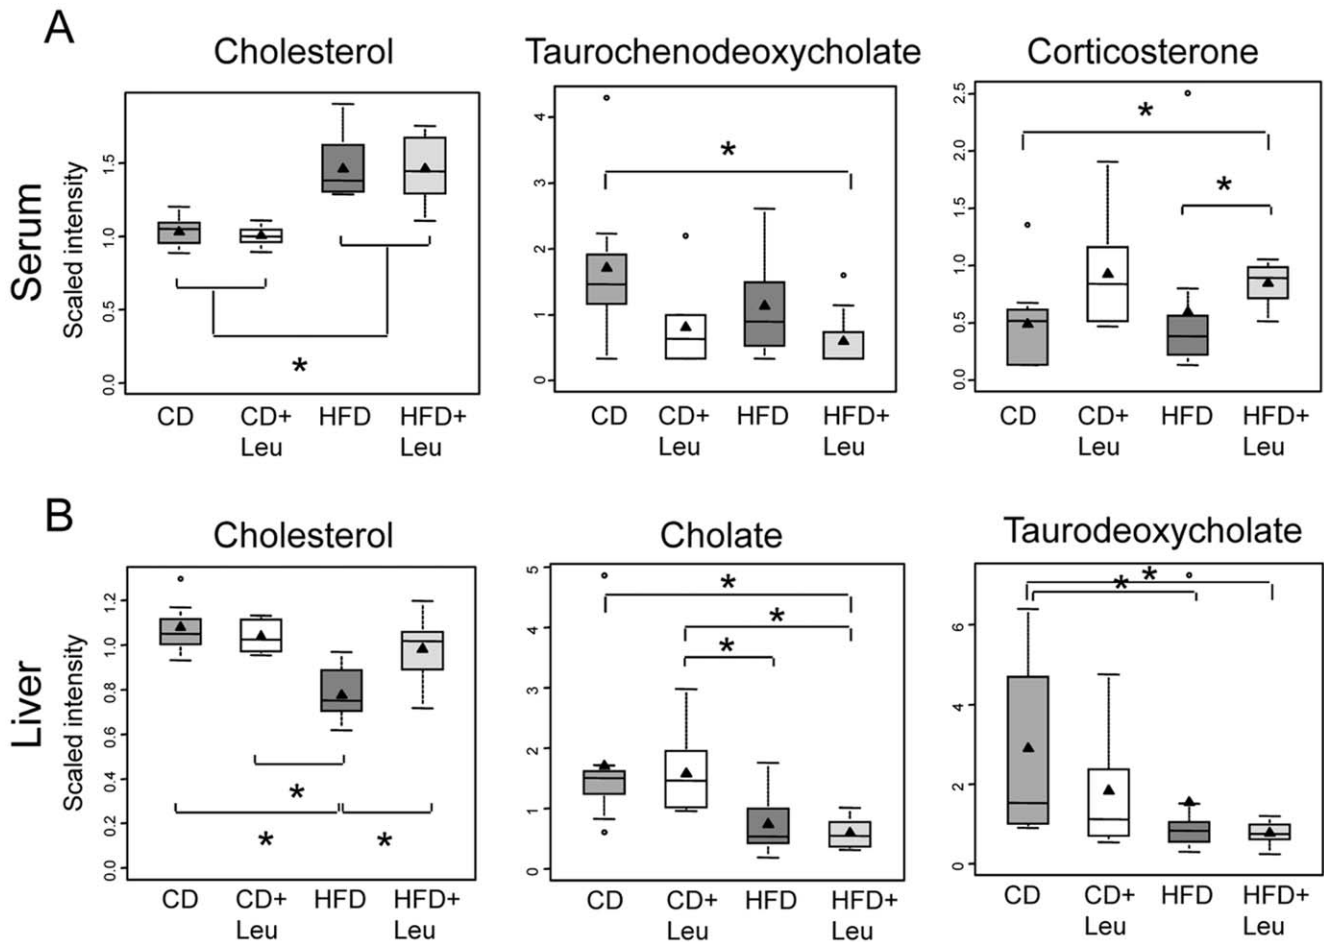 A
Cholesterol
Taurochenodeoxycholate
Corticosterone
Serum
Scaled intensity
0.0 0.5 1.0 1.5
*
CD CD+ Leu HFD HFD+ Leu
0 1 2 3 4
*
CD CD+ Leu HFD HFD+ Leu
0.0 0.5 1.0 1.5 2.0 2.5
*
*
CD CD+ Leu HFD HFD+ Leu
B
Cholesterol
Cholate
Taurodeoxycholate
Liver
Scaled intensity
0.0 0.2 0.4 0.6 0.8 1.0 1.2
*
*
*
CD CD+ Leu HFD HFD+ Leu
0 1 2 3 4 5
*
*
*
CD CD+ Leu HFD HFD+ Leu
0 2 4 6
* *
CD CD+ Leu HFD HFD+ Leu